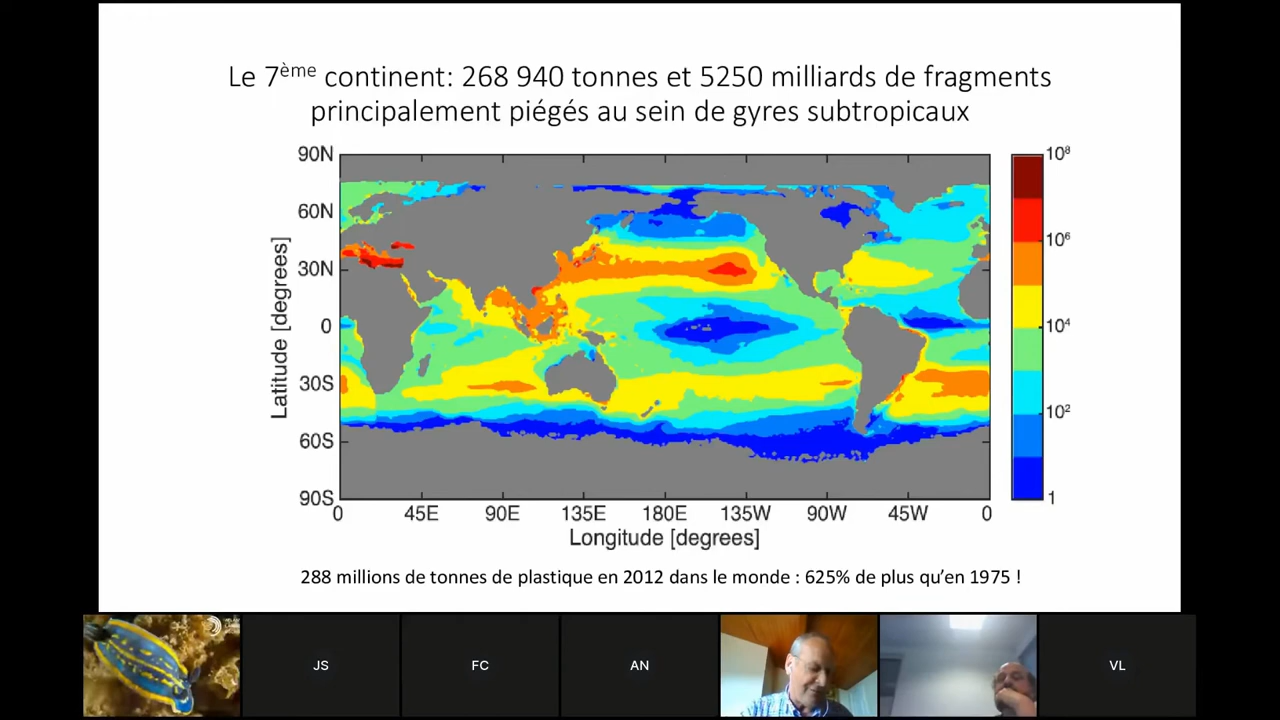 Le 7ème continent: 268 940 tonnes et 5250 milliards de fragments
principalement piégés au sein de gyres subtropicaux
90N
60N
30N
0
30S
60S
90S
Latitude [degrees]
0 45E 90E 135E 180E 135W 90W 45W 0
Longitude [degrees]
10⁸
10⁶
10⁴
10²
1
288 millions de tonnes de plastique en 2012 dans le monde : 625% de plus qu'en 1975 !
JS FC AN VL